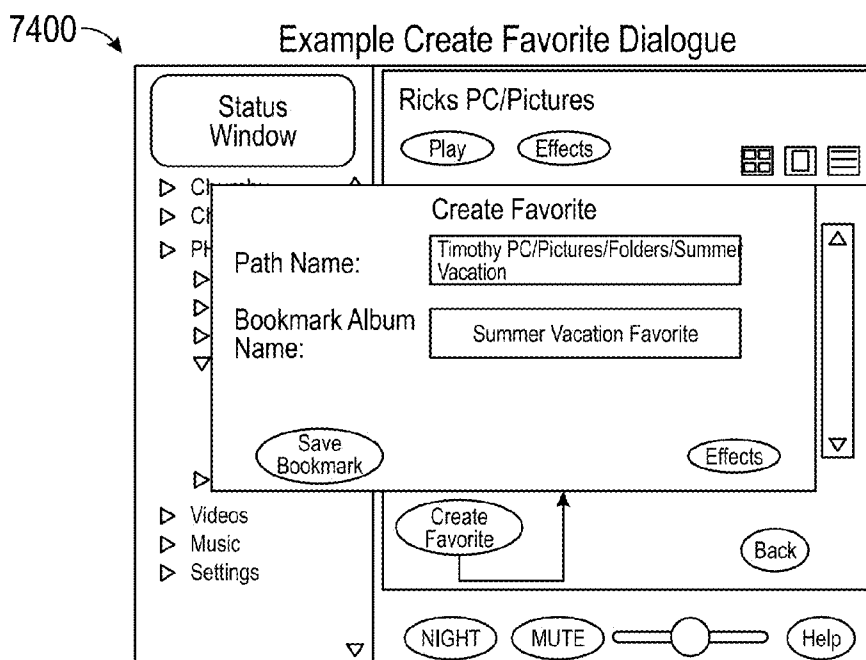 7400
Example Create Favorite Dialogue
Status
Window
Ricks PC/Pictures
Play
Effects
Create Favorite
Path Name:
Timothy PC/Pictures/Folders/Summer
Vacation
Bookmark Album
Name:
Summer Vacation Favorite
Save
Bookmark
Effects
Videos
Music
Settings
Create
Favorite
Back
NIGHT
MUTE
Help